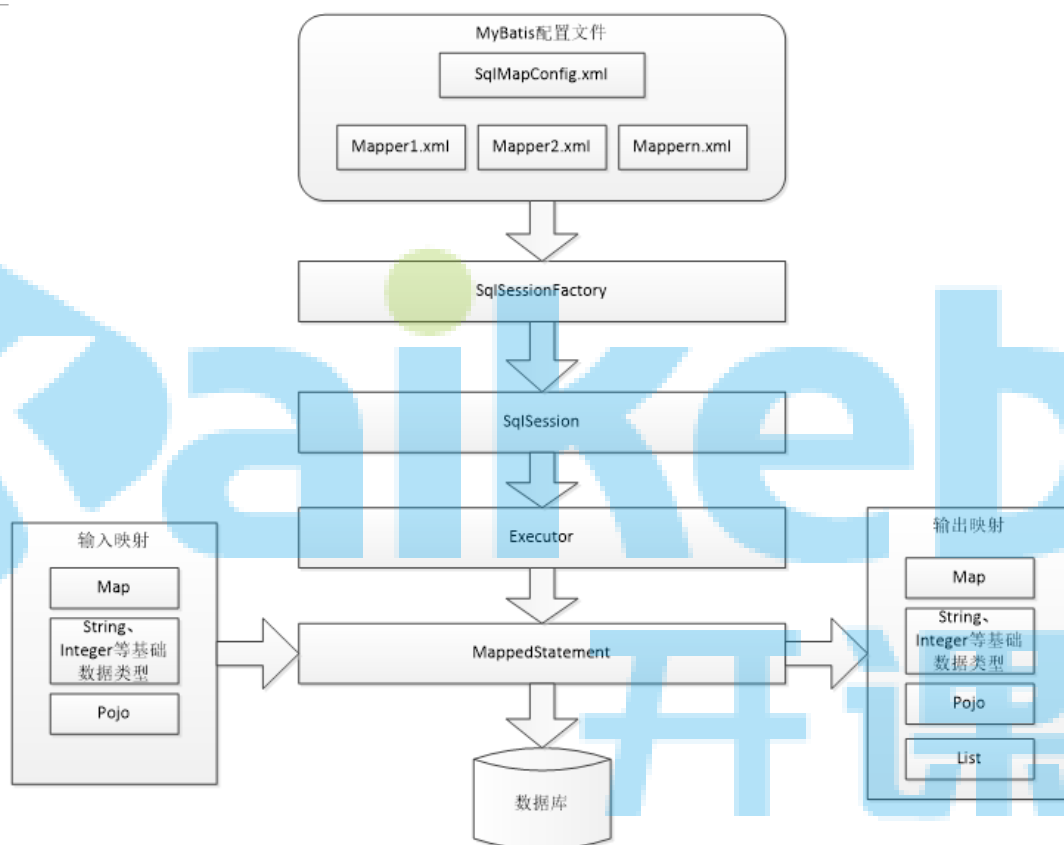 MyBatis配置文件
SqlMapConfig.xml
Mapper1.xml
Mapper2.xml
Mappern.xml
SqlSessionFactory
SqlSession
Executor
输入映射
Map
String、
Integer等基础
数据类型
Pojo
MappedStatement
输出映射
Map
String、
Integer等基础
数据类型
Pojo
List
数据库
aikeb
开课